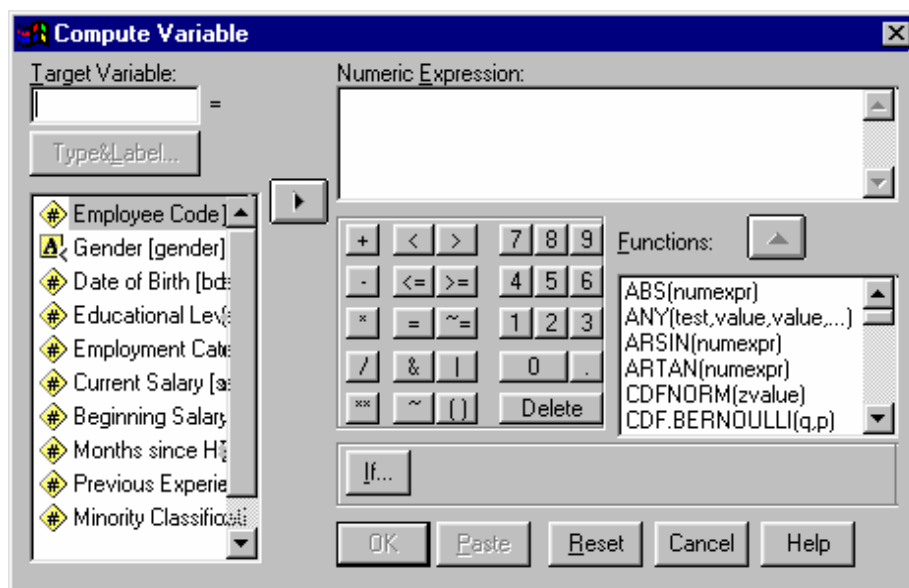 Compute Variable
Target Variable:
=
Type&Label...
Numeric Expression:
Employee Code]
Gender [gender]
Date of Birth [bd
Educational Lev
Employment Cate
Current Salary [s
Beginning Salary
Months since H
Previous Experie
Minority Classificati
+ < > 7 8 9
- <= >= 4 5 6
* = ~= 1 2 3
/ & | 0 .
** ~ () Delete
Functions:
ABS(numexpr)
ANY(test,value,value,...)
ARSIN(numexpr)
ARTAN(numexpr)
CDFNORM(zvalue)
CDF.BERNOULLI(q,p)
If...
OK Paste Reset Cancel Help